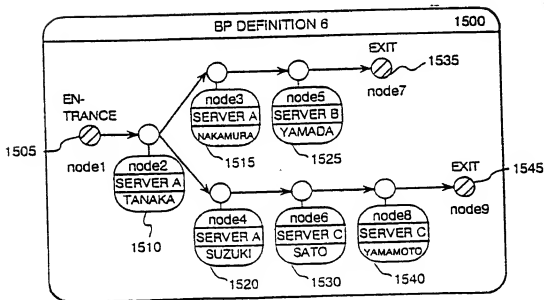 BP DEFINITION 6
1500
EN-
TRANCE
1505
node1
node2
SERVER A
TANAKA
1510
node3
SERVER A
NAKAMURA
1515
node5
SERVER B
YAMADA
1525
EXIT
1535
node7
node4
SERVER A
SUZUKI
1520
node6
SERVER C
SATO
1530
node8
SERVER C
YAMAMOTO
1540
EXIT
1545
node9